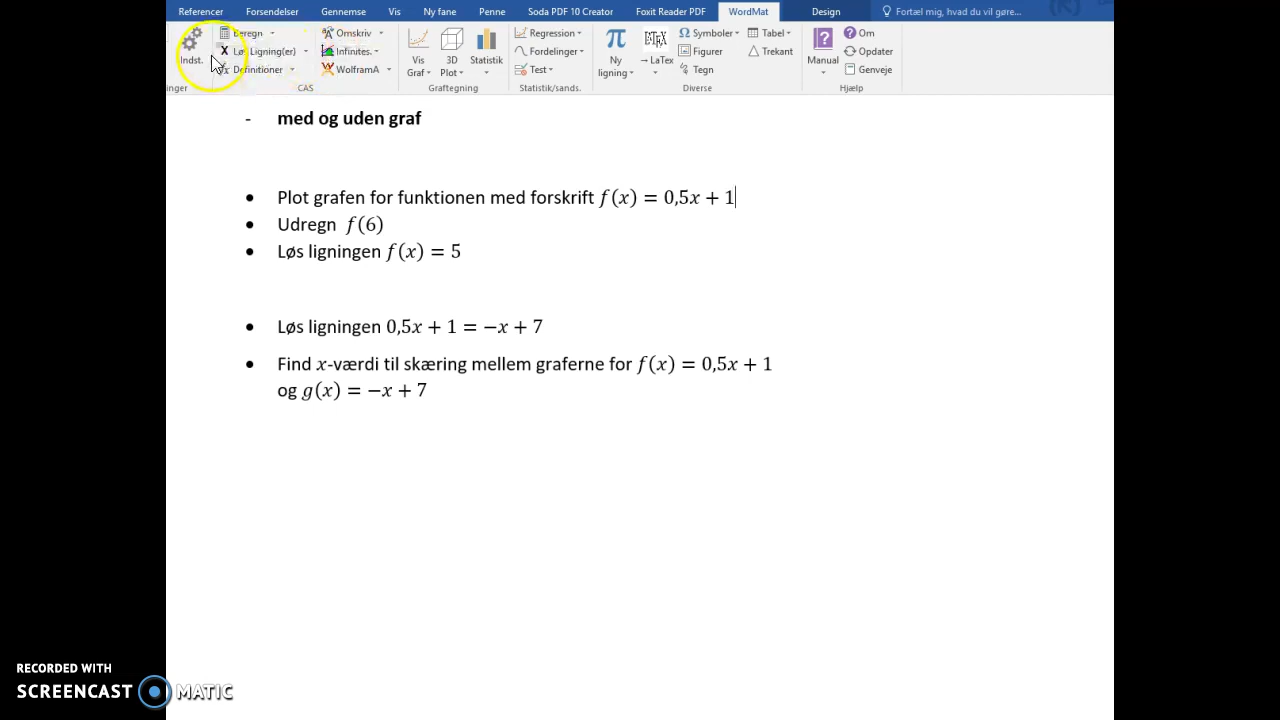 Referencer Forsendelser Gennemse Vis Ny fane Penne Soda PDF 10 Creator Foxit Reader PDF WordMat Design Fortæl mig, hvad du vil gøre...
Beregn Omskriv Regression Symboler Tabel Om
Løs Ligning(er) Infinites. Fordelinger Figurer Trekant Opdater
Indst. Definitioner WolframA Vis Graf 3D Plot Statistik Test Ny ligning → LaTex Tegn Manual Genveje
inger CAS Graftegning Statistik/sands. Diverse Hjælp
- med og uden graf
• Plot grafen for funktionen med forskrift f(x) = 0,5x + 1
• Udregn f(6)
• Løs ligningen f(x) = 5
• Løs ligningen 0,5x + 1 = −x + 7
• Find x-værdi til skæring mellem graferne for f(x) = 0,5x + 1
og g(x) = −x + 7
RECORDED WITH
SCREENCAST MATIC